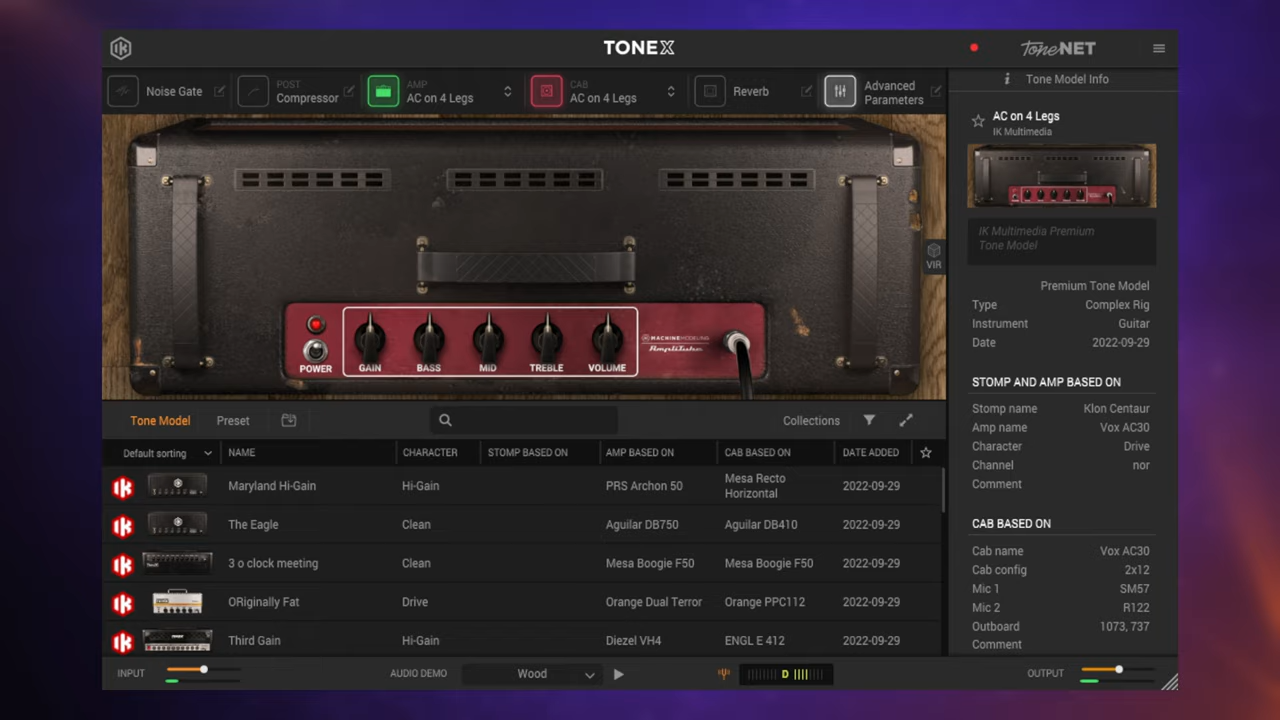 TONEX
ToneNET
Noise Gate
POST
Compressor
AMP
AC on 4 Legs
CAB
AC on 4 Legs
Reverb
Advanced
Parameters
Tone Model Info
AC on 4 Legs
IK Multimedia
VIR
IK Multimedia Premium
Tone Model
POWER
GAIN
BASS
MID
TREBLE
VOLUME
MACHINE MODELING
AmpliTube
Premium Tone Model
Type Complex Rig
Instrument Guitar
Date 2022-09-29
STOMP AND AMP BASED ON
Stomp name Klon Centaur
Amp name Vox AC30
Character Drive
Channel nor
Comment
CAB BASED ON
Cab name Vox AC30
Cab config 2x12
Mic 1 SM57
Mic 2 R122
Outboard 1073, 737
Comment
Tone Model Preset Collections
Default sorting NAME CHARACTER STOMP BASED ON AMP BASED ON CAB BASED ON DATE ADDED
Maryland Hi-Gain Hi-Gain PRS Archon 50 Mesa Recto 2022-09-29
Horizontal
The Eagle Clean Aguilar DB750 Aguilar DB410 2022-09-29
3 o clock meeting Clean Mesa Boogie F50 Mesa Boogie F50 2022-09-29
ORiginally Fat Drive Orange Dual Terror Orange PPC112 2022-09-29
Third Gain Hi-Gain Diezel VH4 ENGL E 412 2022-09-29
INPUT AUDIO DEMO Wood D OUTPUT